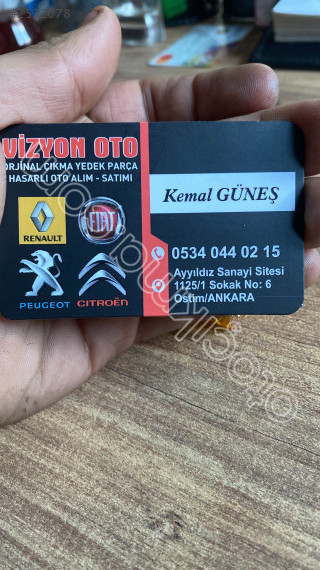 VİZYON OTO
ORJİNAL ÇIKMA YEDEK PARÇA
HASARLI OTO ALIM - SATIMI
RENAULT
FIAT
PEUGEOT
CITROËN
Kemal GÜNEŞ
0534 044 02 15
Ayyıldız Sanayi Sitesi
1125/1 Sokak No: 6
Ostim/ANKARA